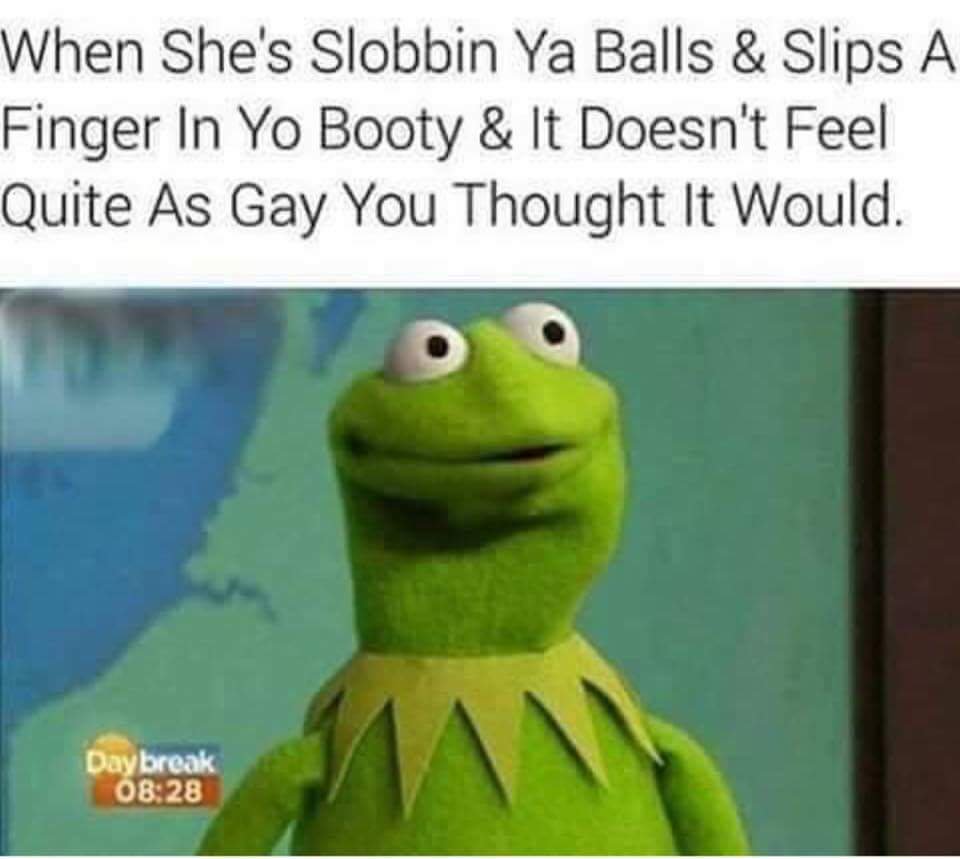 When She's Slobbin Ya Balls & Slips A
Finger In Yo Booty & It Doesn't Feel
Quite As Gay You Thought It Would.
Daybreak
08:28